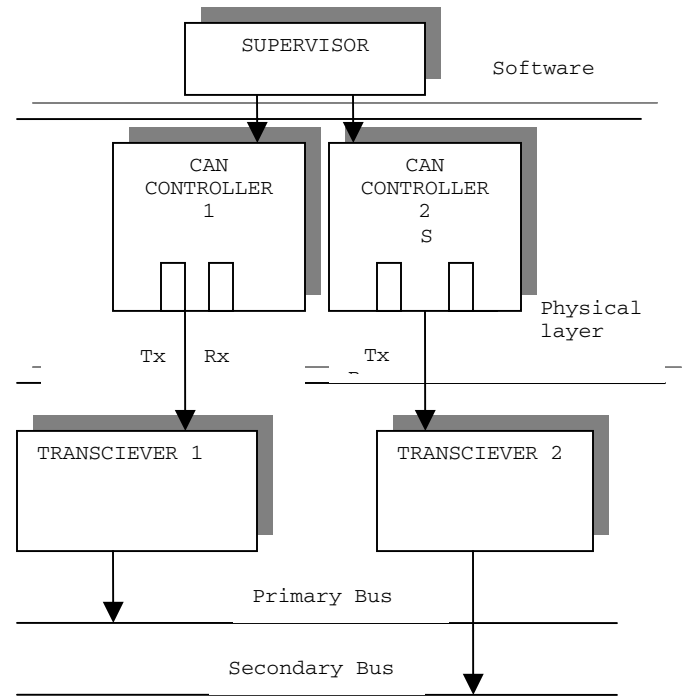 SUPERVISOR
Software
CAN
CONTROLLER
1
CAN
CONTROLLER
2
S
Physical
layer
Tx Rx
Tx
TRANSCIEVER 1
TRANSCIEVER 2
Primary Bus
Secondary Bus